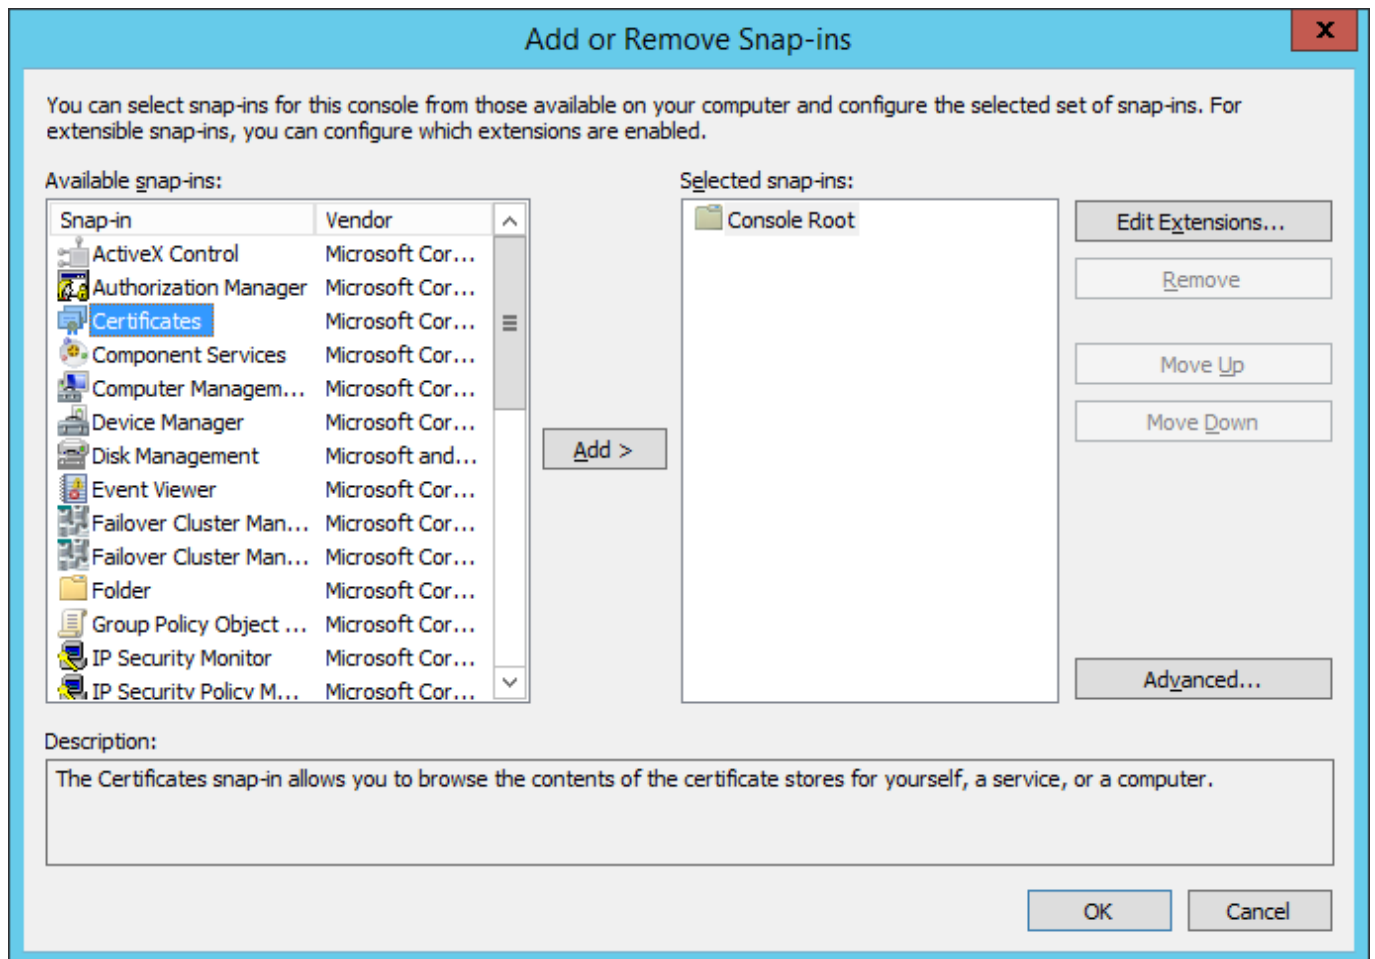 Add or Remove Snap-ins
x
You can select snap-ins for this console from those available on your computer and configure the selected set of snap-ins. For
extensible snap-ins, you can configure which extensions are enabled.
Available snap-ins:
Snap-in Vendor
ActiveX Control Microsoft Cor...
Authorization Manager Microsoft Cor...
Certificates Microsoft Cor...
Component Services Microsoft Cor...
Computer Managem... Microsoft Cor...
Device Manager Microsoft Cor...
Disk Management Microsoft and...
Event Viewer Microsoft Cor...
Failover Cluster Man... Microsoft Cor...
Failover Cluster Man... Microsoft Cor...
Folder Microsoft Cor...
Group Policy Object ... Microsoft Cor...
IP Security Monitor Microsoft Cor...
IP Security Policy M... Microsoft Cor...
Add >
Selected snap-ins:
Console Root
Edit Extensions...
Remove
Move Up
Move Down
Advanced...
Description:
The Certificates snap-in allows you to browse the contents of the certificate stores for yourself, a service, or a computer.
OK
Cancel